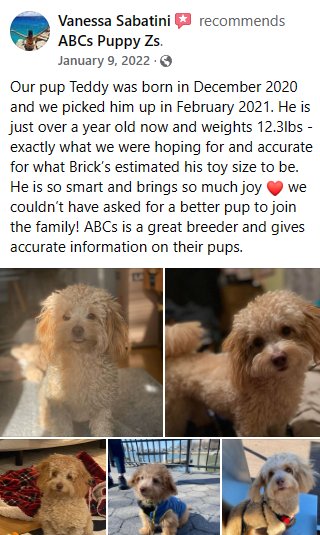 Vanessa Sabatini recommends
ABCs Puppy Zs.
January 9, 2022 ·
Our pup Teddy was born in December 2020
and we picked him up in February 2021. He is
just over a year old now and weights 12.3lbs -
exactly what we were hoping for and accurate
for what Brick's estimated his toy size to be.
He is so smart and brings so much joy ❤️ we
couldn't have asked for a better pup to join
the family! ABCs is a great breeder and gives
accurate information on their pups.